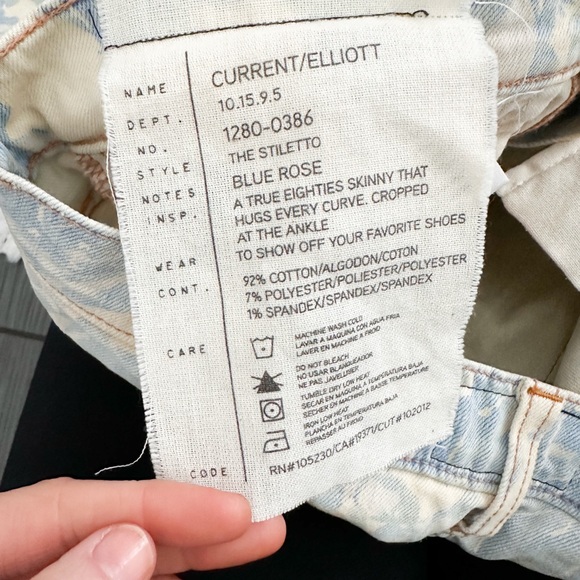 NAME CURRENT/ELLIOTT
DEPT. 10.15.9.5
NO. 1280-0386
STYLE THE STILETTO
NOTES BLUE ROSE
INSP. A TRUE EIGHTIES SKINNY THAT
HUGS EVERY CURVE. CROPPED
AT THE ANKLE
WEAR TO SHOW OFF YOUR FAVORITE SHOES
CONT. 92% COTTON/ALGODON/COTON
7% POLYESTER/POLIESTER/POLYESTER
1% SPANDEX/SPANDEX/SPANDEX
CARE MACHINE WASH COLD
LAVAR A MAQUINA CON AGUA FRIA
LAVER EN MACHINE A FROID
DO NOT BLEACH
NO USAR BLANQUEADOR
NE PAS JAVELLISER
TUMBLE DRY LOW HEAT
SECAR EN MAQUINA A TEMPERATURA BAJA
SECHER EN MACHINE A BASSE TEMPERATURE
IRON LOW HEAT
PLANCHA EN TEMPERATURA BAJA
REPASSER AU FROID
CODE RN#105230/CA#19371/CUT#102012